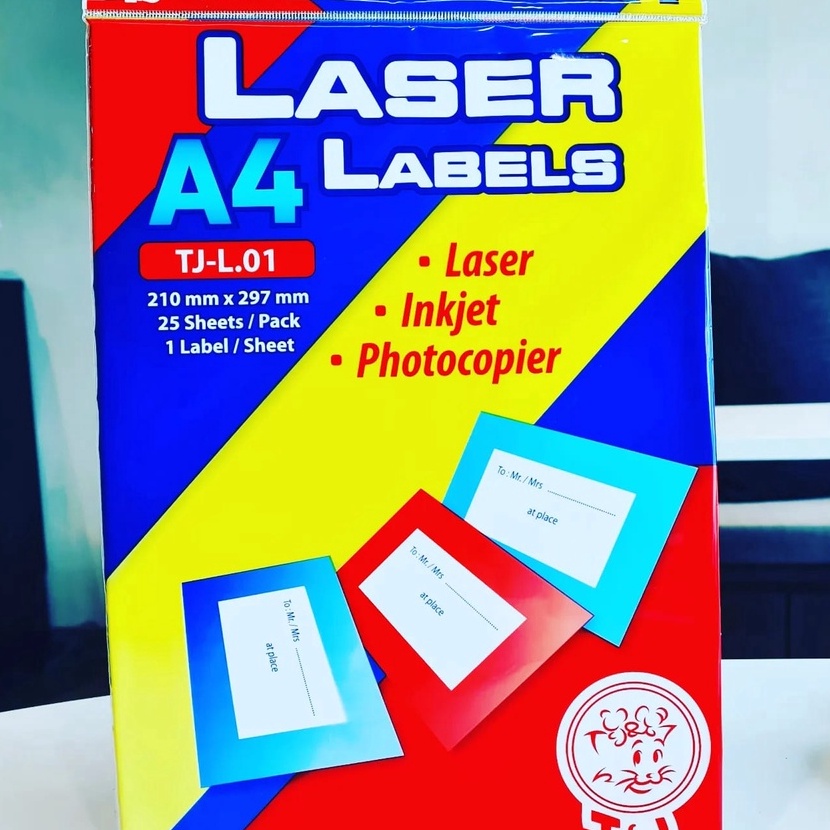 LASER
A4 LABELS
TJ-L.01
210 mm x 297 mm
25 Sheets / Pack
1 Label / Sheet
• Laser
• Inkjet
• Photocopier
To : Mr. / Mrs
at place
To : Mr. / Mrs
at place
To : Mr. / Mrs
at place